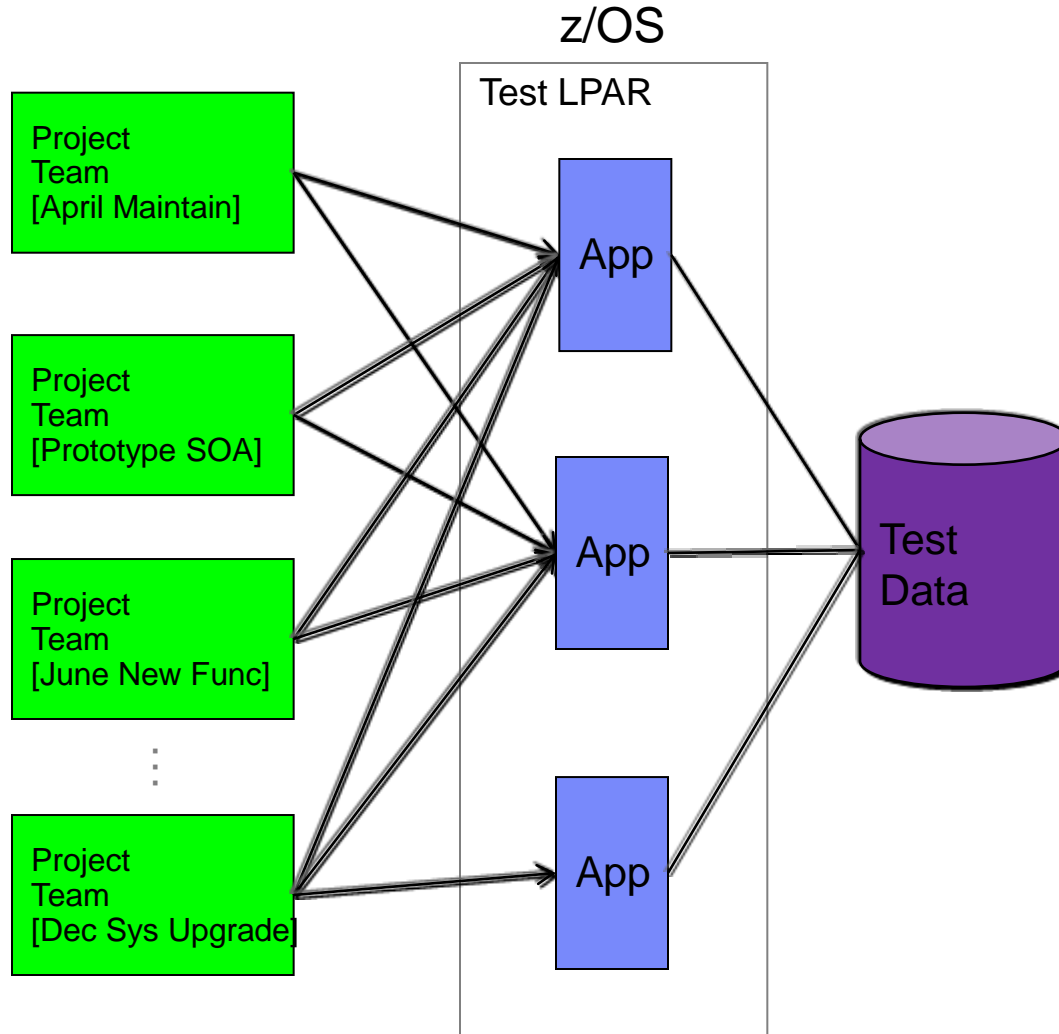 z/OS
Test LPAR
Project
Team
[April Maintain]
App
Project
Team
[Prototype SOA]
App
Test
Data
Project
Team
[June New Func]
...
Project
Team
[Dec Sys Upgrade]
App